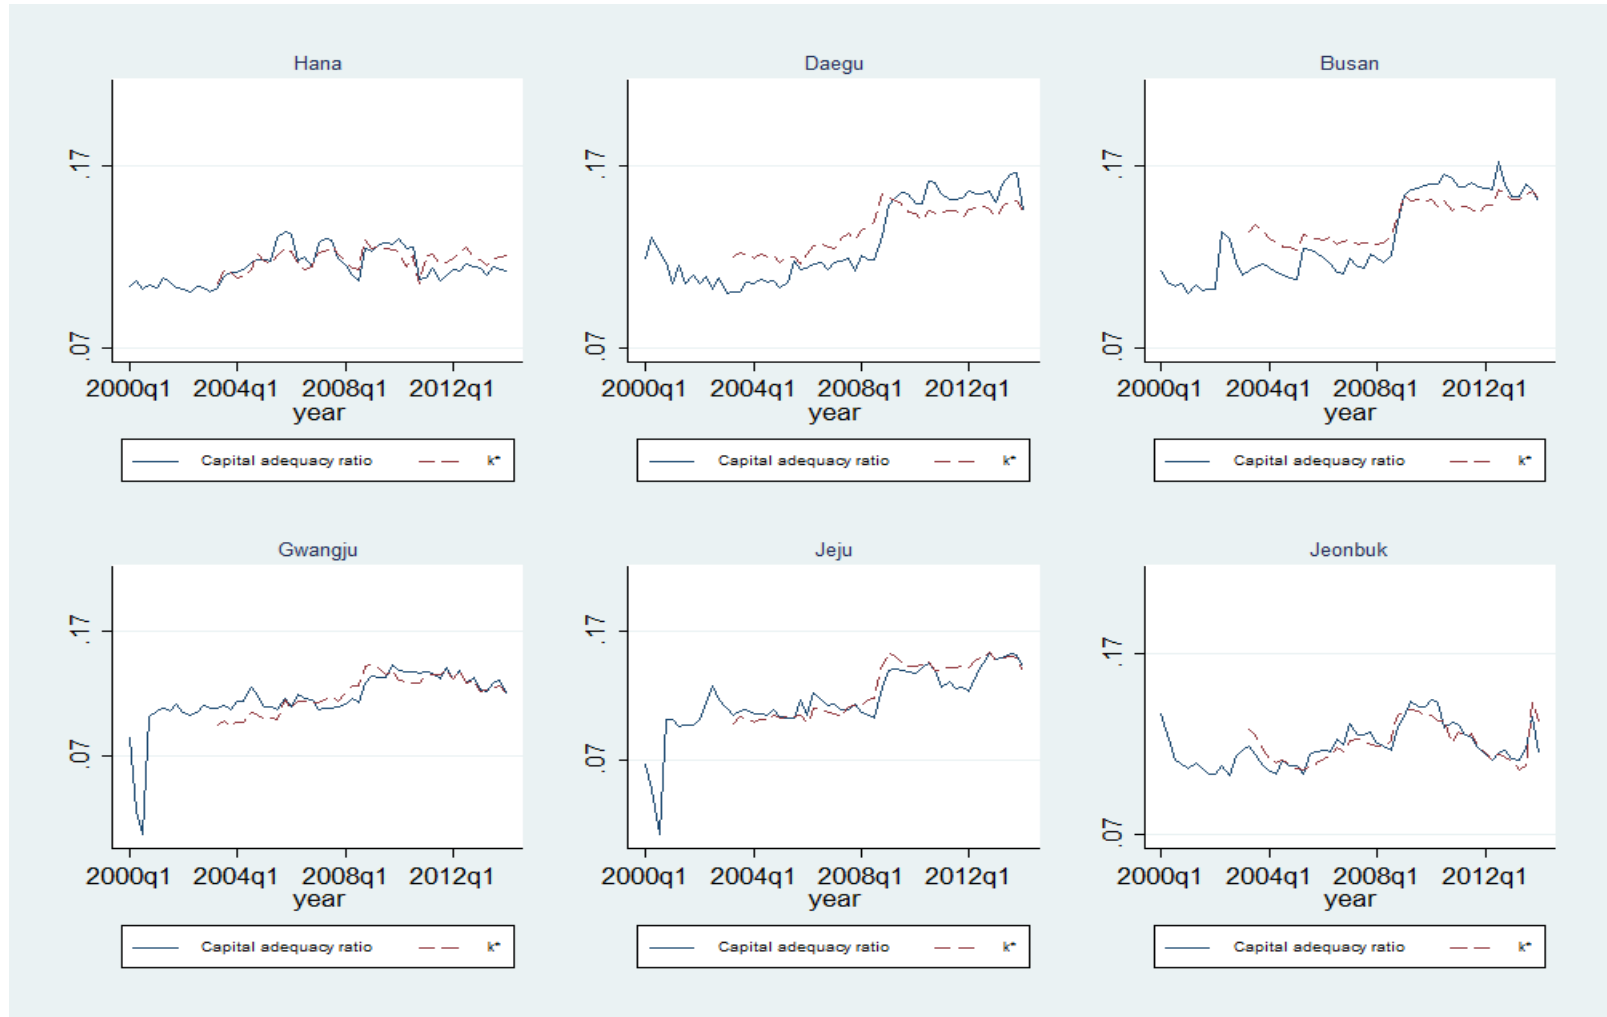 Hana
Daegu
Busan
.17
.07
2000q1 2004q1 2008q1 2012q1
year
Capital adequacy ratio k*
.17
.07
2000q1 2004q1 2008q1 2012q1
year
Capital adequacy ratio k*
.17
.07
2000q1 2004q1 2008q1 2012q1
year
Capital adequacy ratio k*
Gwangju
Jeju
Jeonbuk
.17
.07
2000q1 2004q1 2008q1 2012q1
year
Capital adequacy ratio k*
.17
.07
2000q1 2004q1 2008q1 2012q1
year
Capital adequacy ratio k*
.17
.07
2000q1 2004q1 2008q1 2012q1
year
Capital adequacy ratio k*